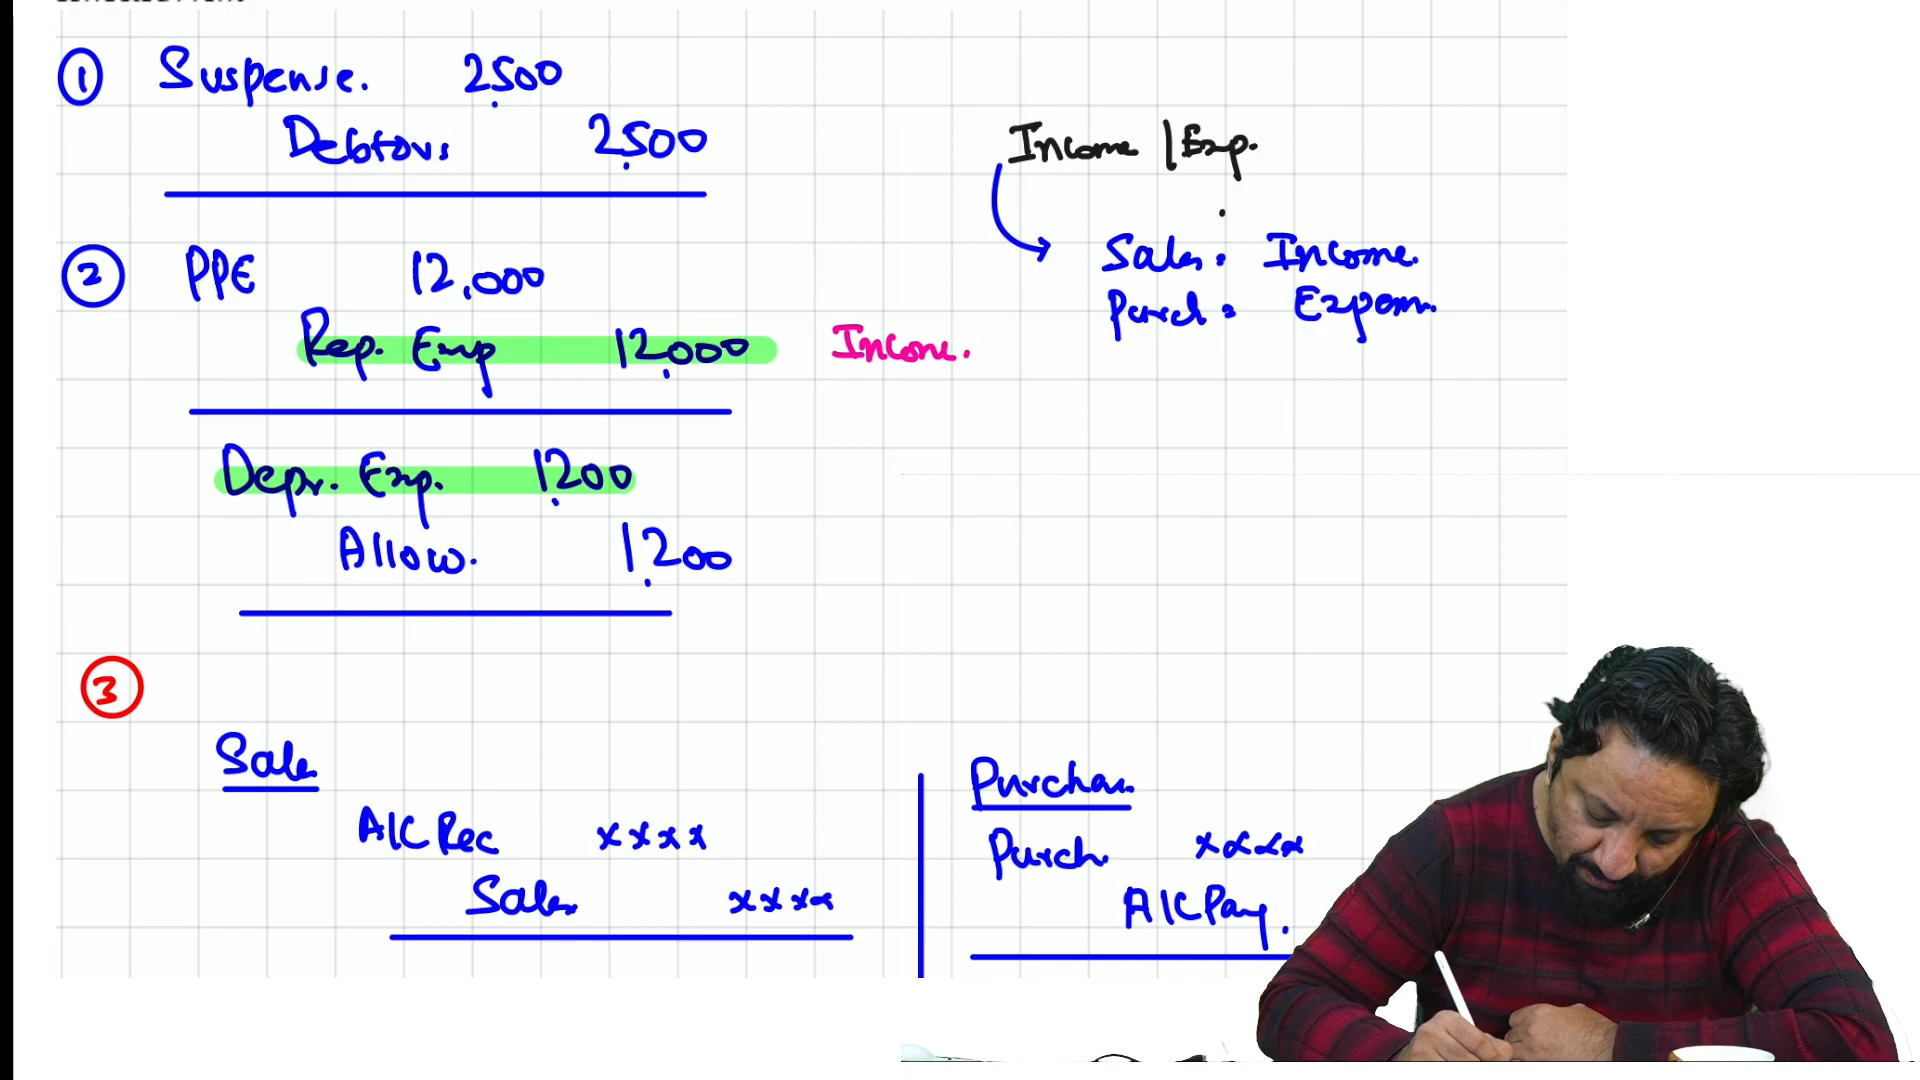 ① Suspense. 2500
Debtors 2500
② PPE 12,000
Rep. Exp 12,000 Income.
Depr. Exp. 1200
Allow. 1200
Income | Exp.
Sales: Income.
Purch: Expense.
③
Sales
A/C Rec xxxx
Sales xxxx
Purchase
Purch. xxxx
A/C Pay.